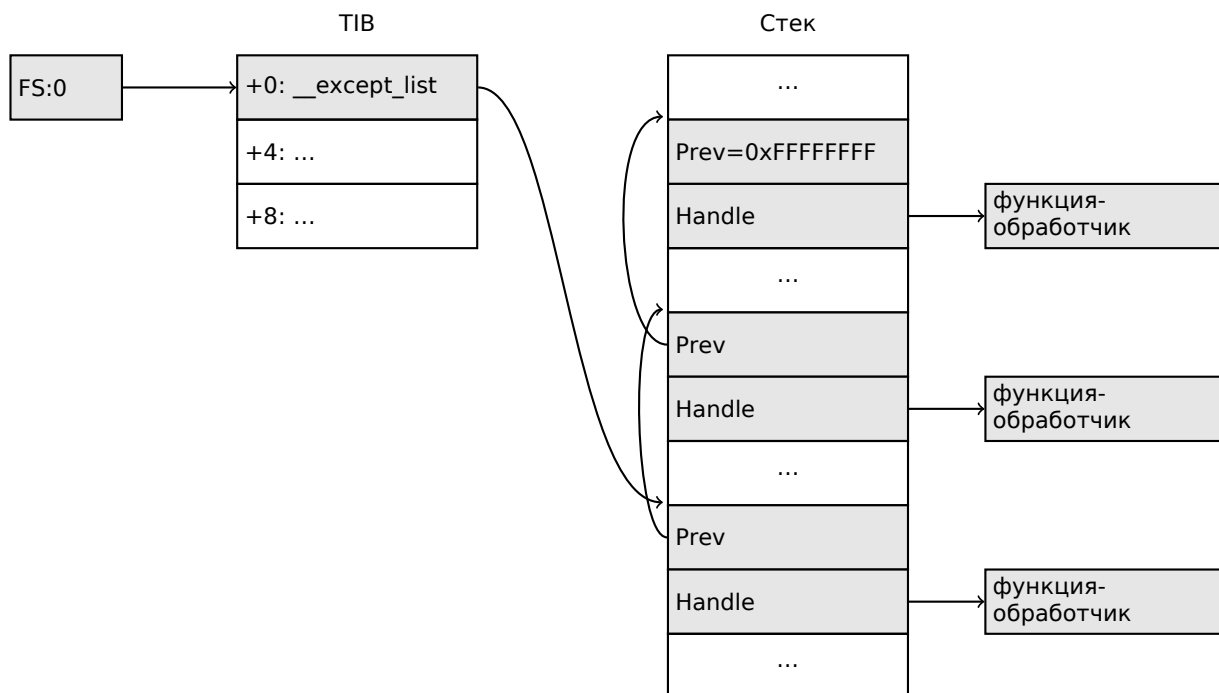 TIB
Стек
FS:0
+0: __except_list
+4: ...
+8: ...
...
Prev=0xFFFFFFFF
Handle
функция-
обработчик
...
Prev
Handle
функция-
обработчик
...
Prev
Handle
функция-
обработчик
...